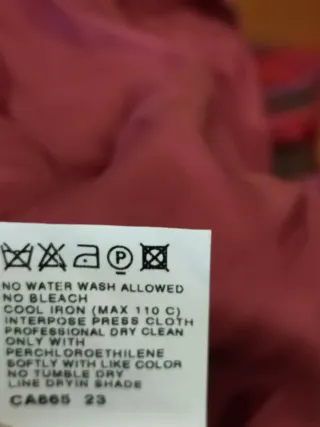 P
NO WATER WASH ALLOWED
NO BLEACH
COOL IRON (MAX 110 C)
INTERPOSE PRESS CLOTH
PROFESSIONAL DRY CLEAN
ONLY WITH
PERCHLOROETHILENE
SOFTLY WITH LIKE COLOR
NO TUMBLE DRY
LINE DRYIN SHADE
CA865 23